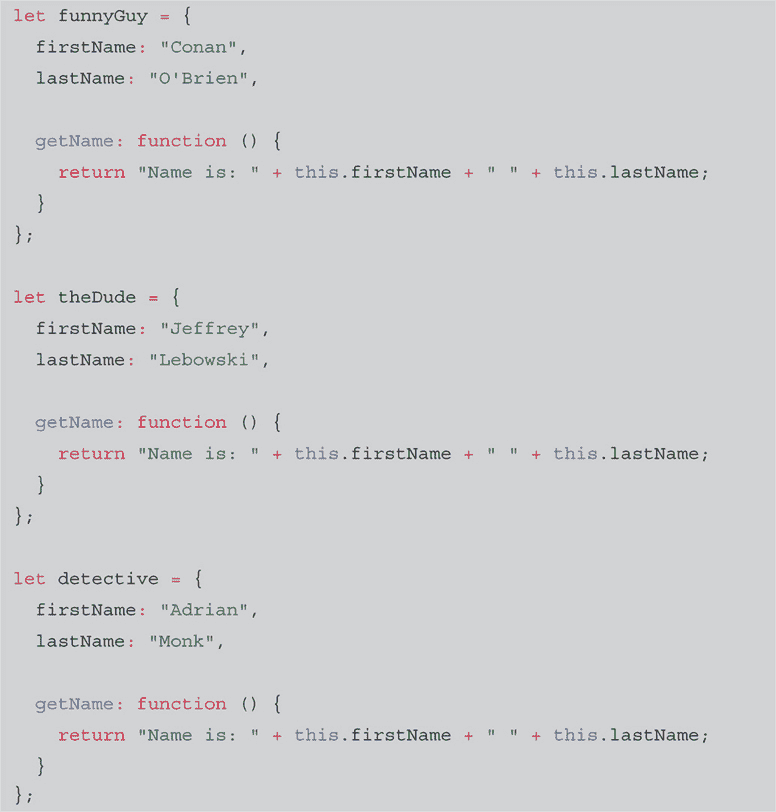 let funnyGuy = {
  firstName: "Conan",
  lastName: "O'Brien",

  getName: function () {
    return "Name is: " + this.firstName + " " + this.lastName;
  }
};

let theDude = {
  firstName: "Jeffrey",
  lastName: "Lebowski",

  getName: function () {
    return "Name is: " + this.firstName + " " + this.lastName;
  }
};

let detective = {
  firstName: "Adrian",
  lastName: "Monk",

  getName: function () {
    return "Name is: " + this.firstName + " " + this.lastName;
  }
};